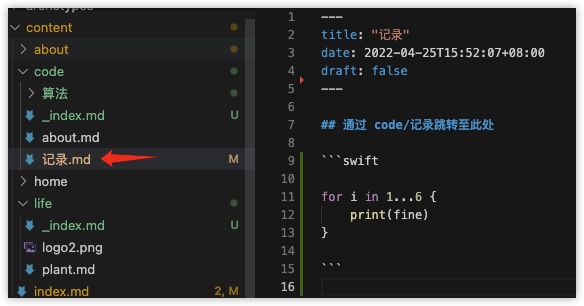 archetypes
content
about
code
算法
_index.md U
about.md
记录.md M
home
life
_index.md U
logo2.png
plant.md
index.md 2, M
1 ---
2 title: "记录"
3 date: 2022-04-25T15:52:07+08:00
4 draft: false
5 ---
6
7 ## 通过 code/记录跳转至此处
8
9 ```swift
10
11 for i in 1...6 {
12 print(fine)
13 }
14
15 ```
16